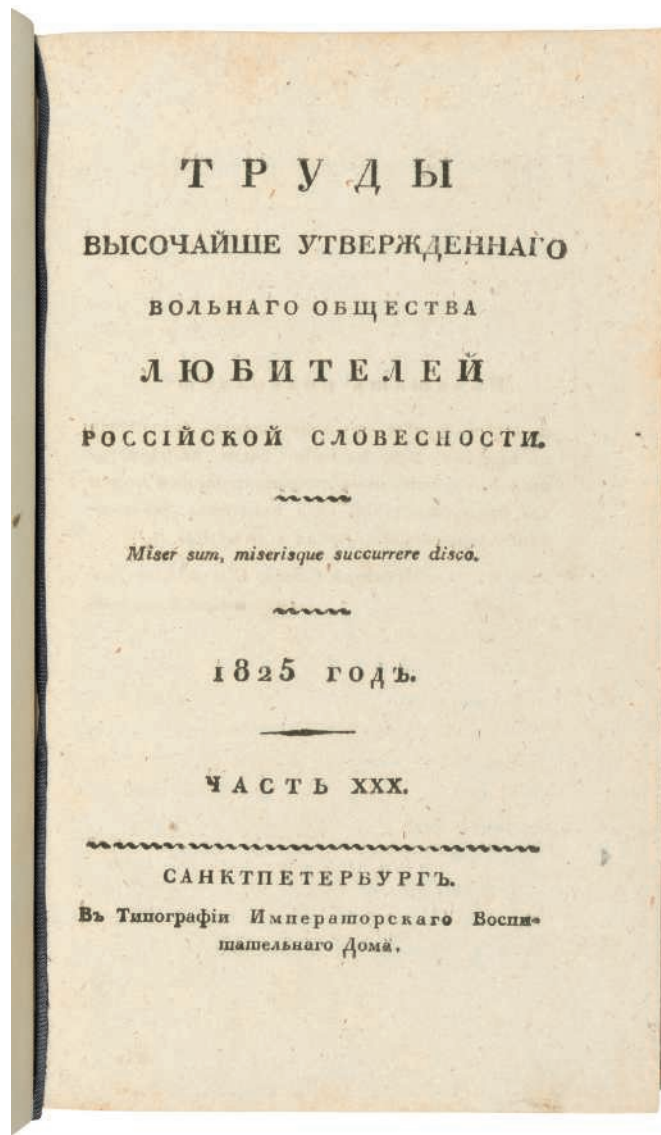 ТРУДЫ
ВЫСОЧАЙШЕ УТВЕРЖДЕННАГО
ВОЛЬНАГО ОБЩЕСТВА
ЛЮБИТЕЛЕЙ
РОССІЙСКОЙ СЛОВЕСНОСТИ.
Miser sum, miserisque succurrere disco.
1825 ГОДЪ.
ЧАСТЬ XXX.
САНКТПЕТЕРБУРГЪ.
Въ Типографіи Императорскаго Воспи-
тательнаго Дома.